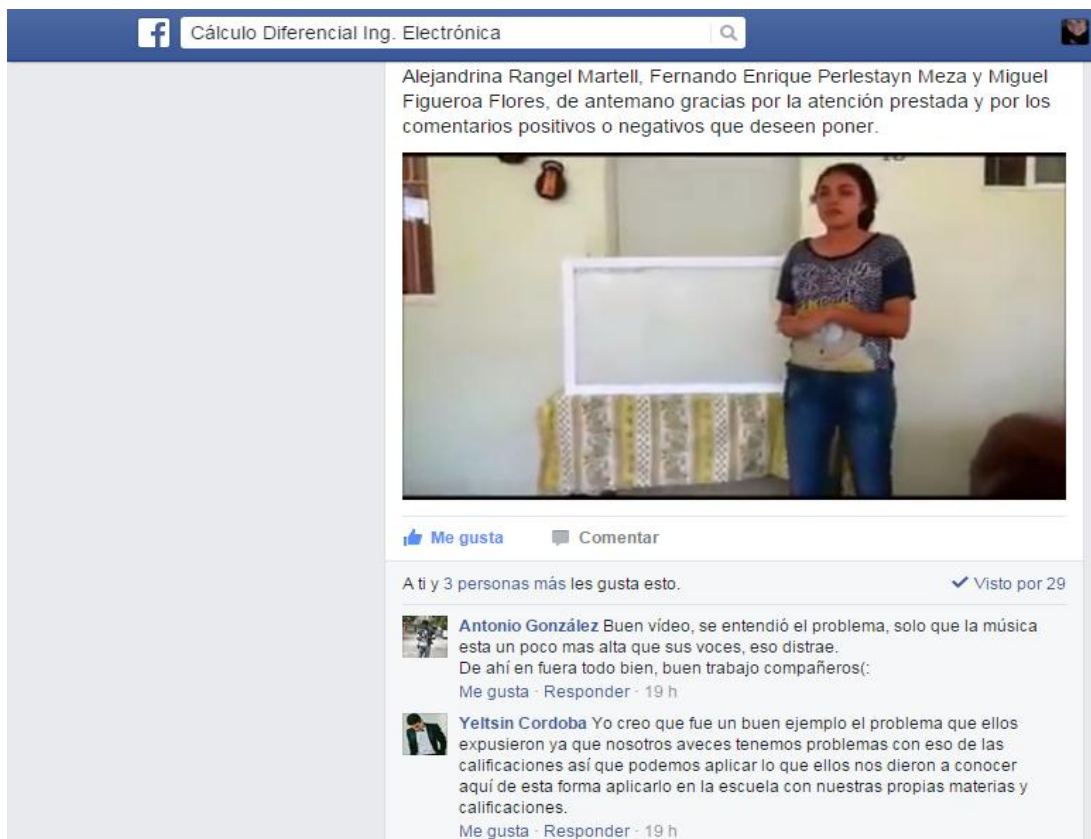 Cálculo Diferencial Ing. Electrónica
Alejandrina Rangel Martell, Fernando Enrique Perlestayn Meza y Miguel
Figueroa Flores, de antemano gracias por la atención prestada y por los
comentarios positivos o negativos que deseen poner.
Me gusta Comentar
A ti y 3 personas más les gusta esto. Visto por 29
Antonio González Buen vídeo, se entendió el problema, solo que la música
esta un poco mas alta que sus voces, eso distrae.
De ahí en fuera todo bien, buen trabajo compañeros(:
Me gusta · Responder · 19 h
Yeltsin Cordoba Yo creo que fue un buen ejemplo el problema que ellos
expusieron ya que nosotros aveces tenemos problemas con eso de las
calificaciones así que podemos aplicar lo que ellos nos dieron a conocer
aquí de esta forma aplicarlo en la escuela con nuestras propias materias y
calificaciones.
Me gusta · Responder · 19 h